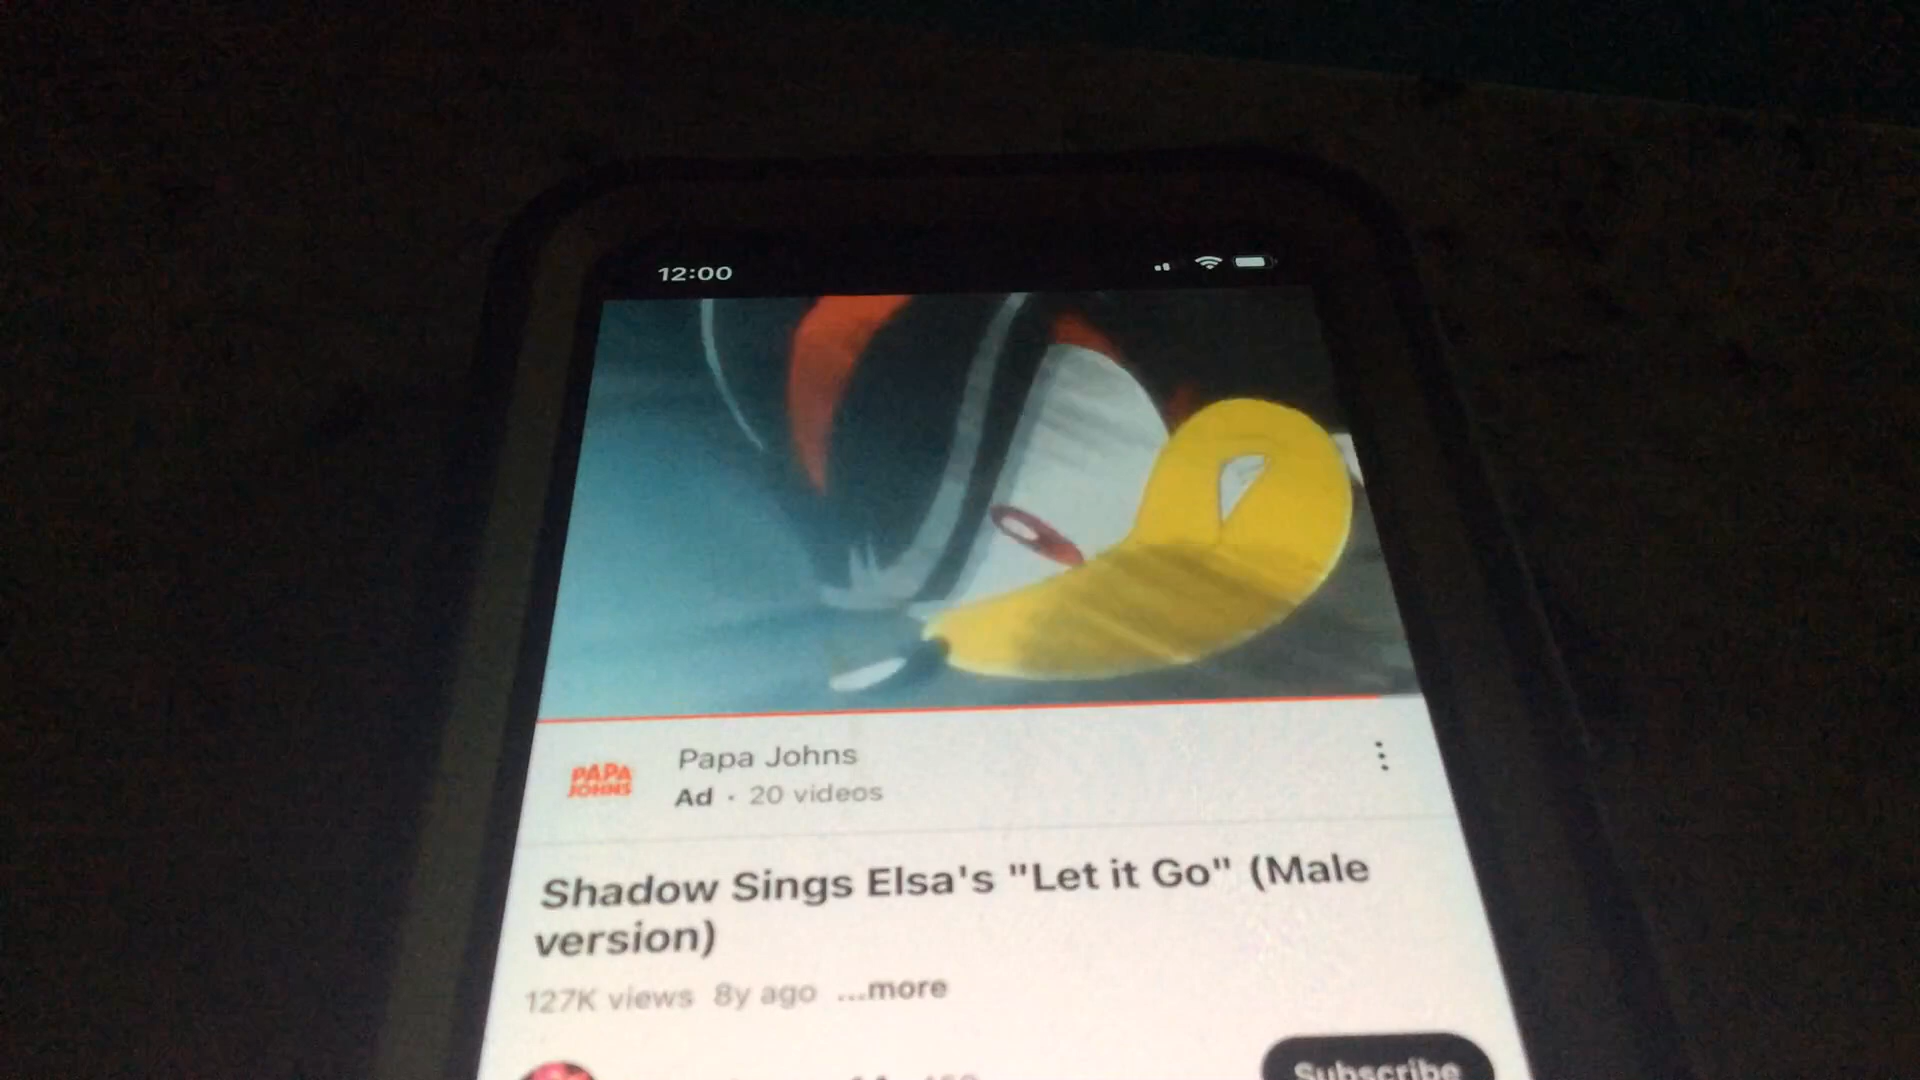 12:00
PAPA
JOHNS
Papa Johns
Ad · 20 videos
Shadow Sings Elsa's "Let it Go" (Male
version)
127K views 8y ago ...more
Subscribe